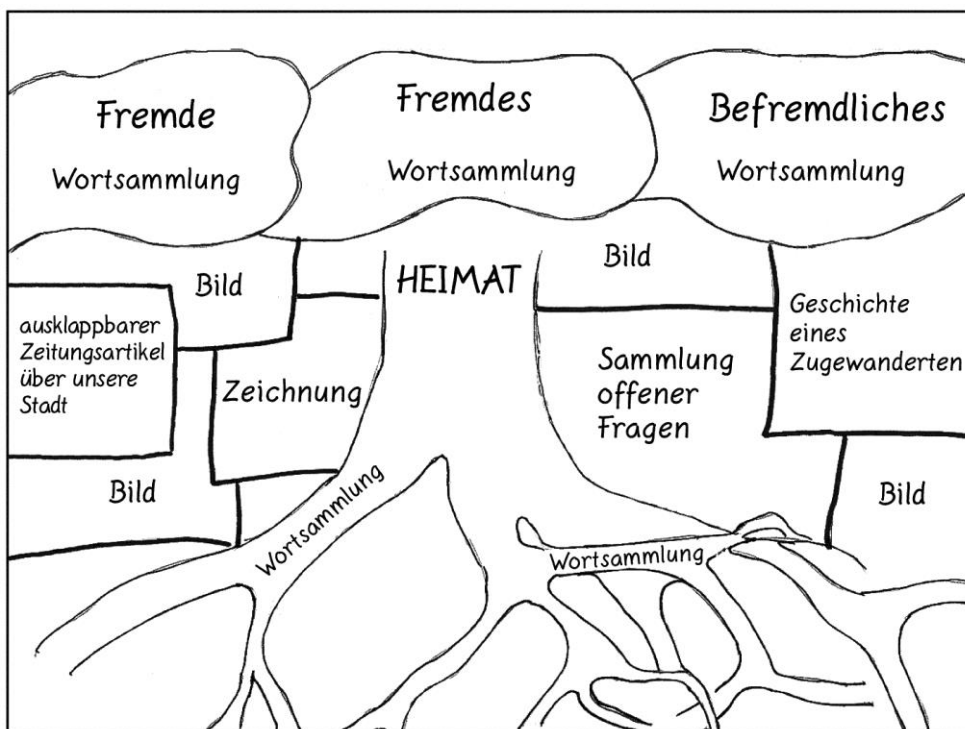 Fremde
Wortsammlung
Fremdes
Wortsammlung
Befremdliches
Wortsammlung
Bild
HEIMAT
Bild
ausklappbarer
Zeitungsartikel
über unsere
Stadt
Zeichnung
Sammlung
offener
Fragen
Geschichte
eines
Zugewanderten
Bild
Wortsammlung
Wortsammlung
Bild